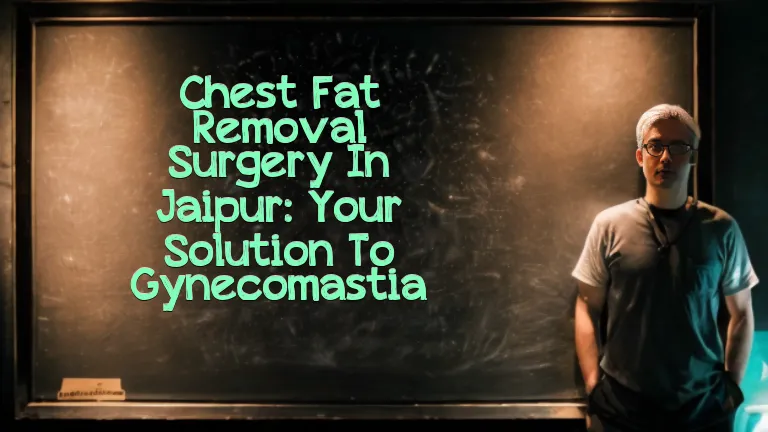 Chest Fat
Removal
Surgery In
Jaipur: Your
Solution To
Gynecomastia